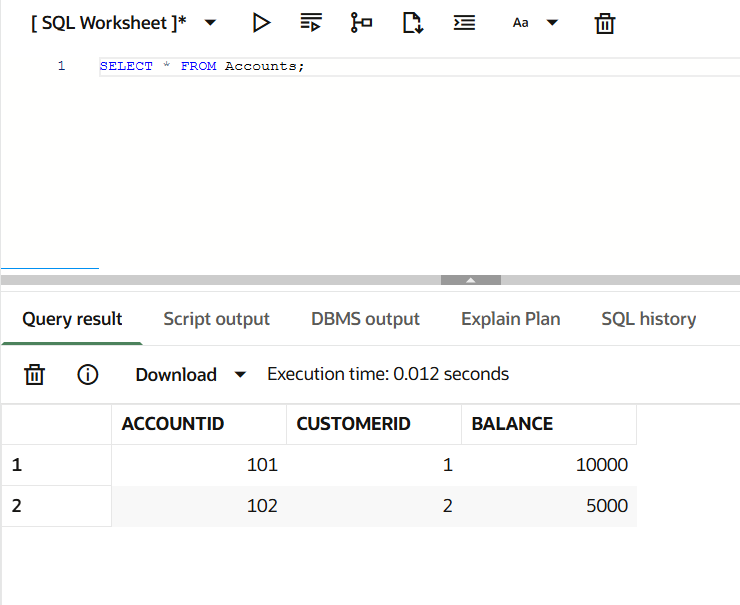 [ SQL Worksheet ]* Aa
1 SELECT * FROM Accounts;
Query result Script output DBMS output Explain Plan SQL history
Download Execution time: 0.012 seconds
ACCOUNTID CUSTOMERID BALANCE
1 101 1 10000
2 102 2 5000